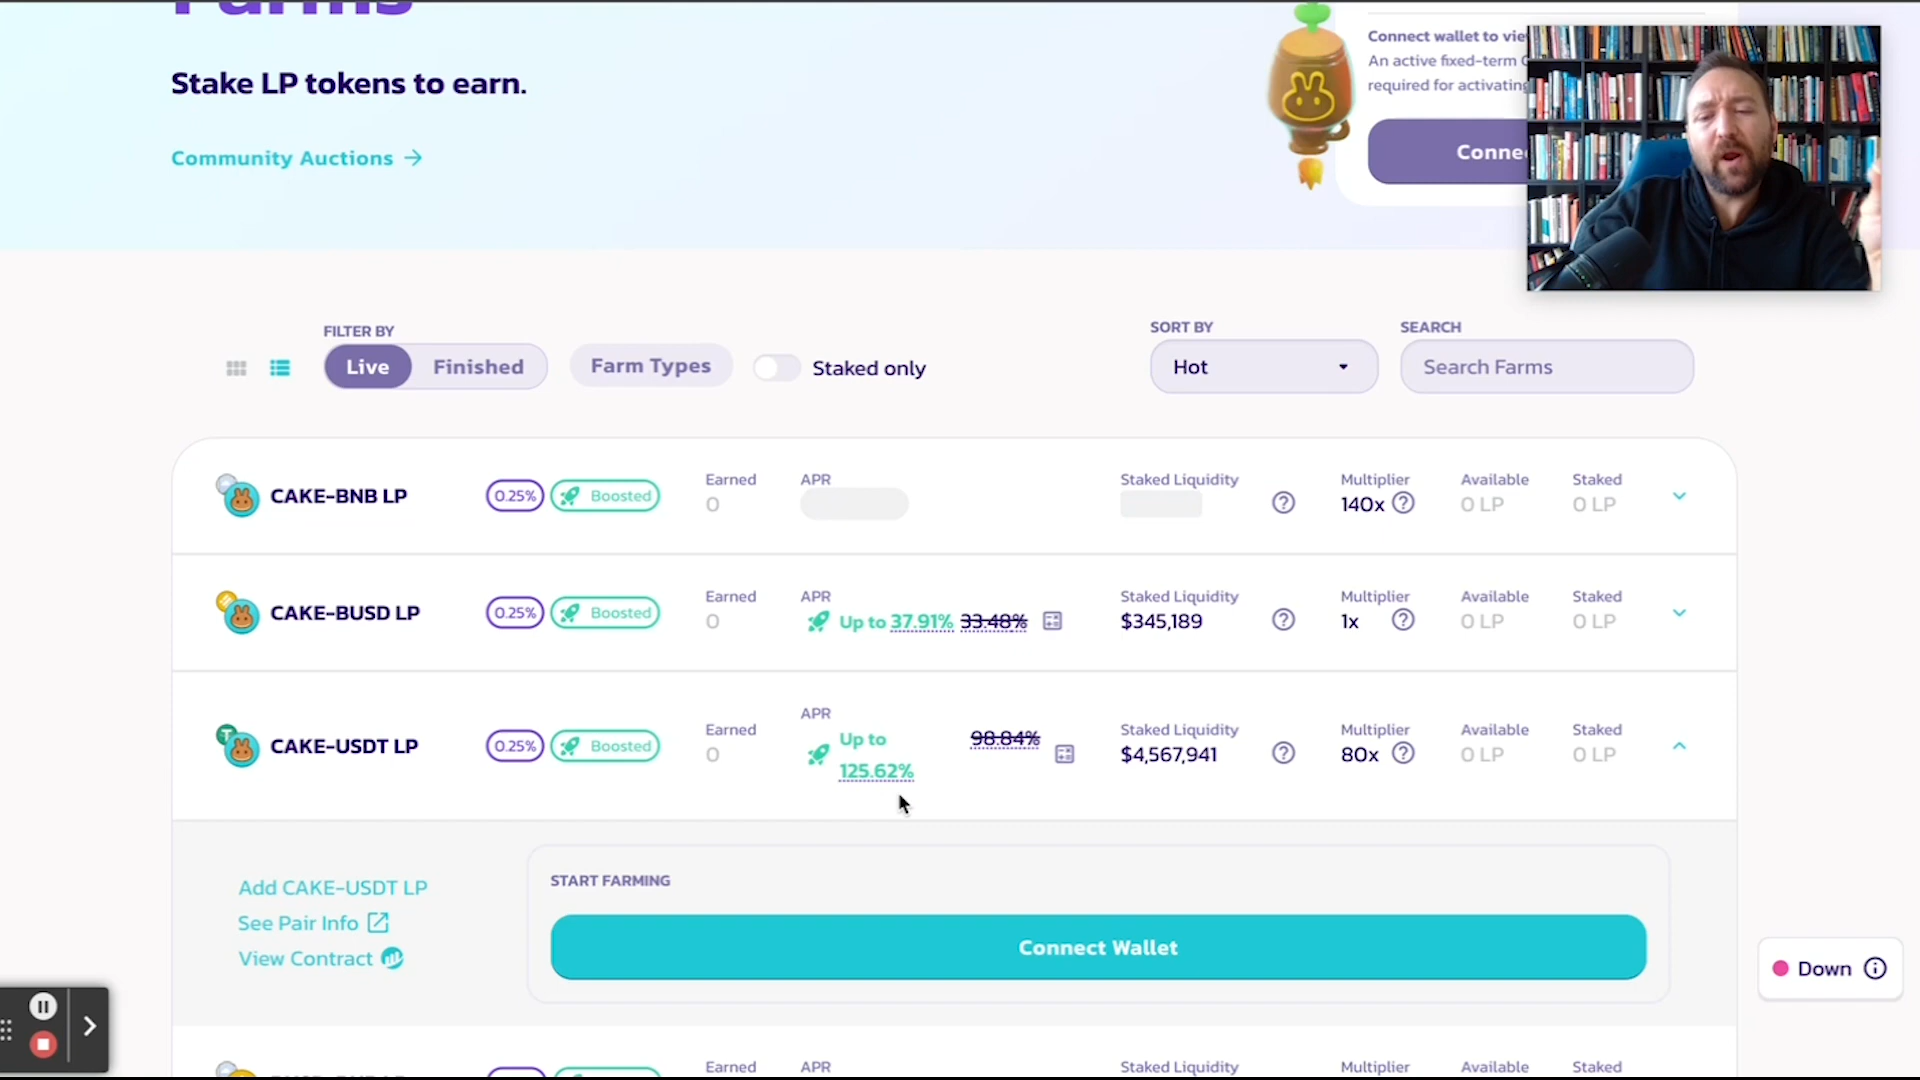 Farms
Stake LP tokens to earn.
Community Auctions
Connect wallet to vie
An active fixed-term
required for activating
Connec
FILTER BY
Live
Finished
Farm Types
Staked only
SORT BY
Hot
SEARCH
Search Farms
CAKE-BNB LP
0.25%
Boosted
Earned
0
APR
Staked Liquidity
Multiplier
140x
Available
0 LP
Staked
0 LP
CAKE-BUSD LP
0.25%
Boosted
Earned
0
APR
Up to 37.91% 33.48%
Staked Liquidity
$345,189
Multiplier
1x
Available
0 LP
Staked
0 LP
CAKE-USDT LP
0.25%
Boosted
Earned
0
APR
Up to
125.62%
98.84%
Staked Liquidity
$4,567,941
Multiplier
80x
Available
0 LP
Staked
0 LP
Add CAKE-USDT LP
See Pair Info
View Contract
START FARMING
Connect Wallet
Down
Earned
APR
Staked Liquidity
Multiplier
Available
Staked